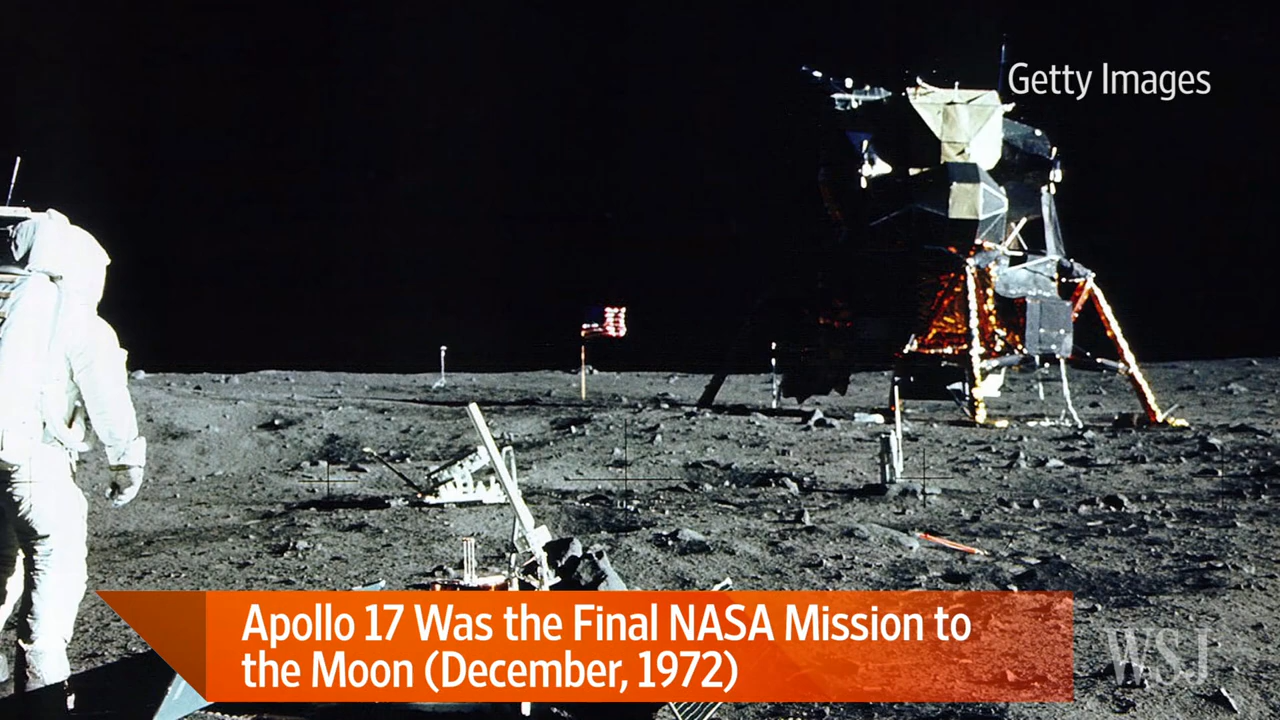 Getty Images
Apollo 17 Was the Final NASA Mission to
the Moon (December, 1972)
WSJ